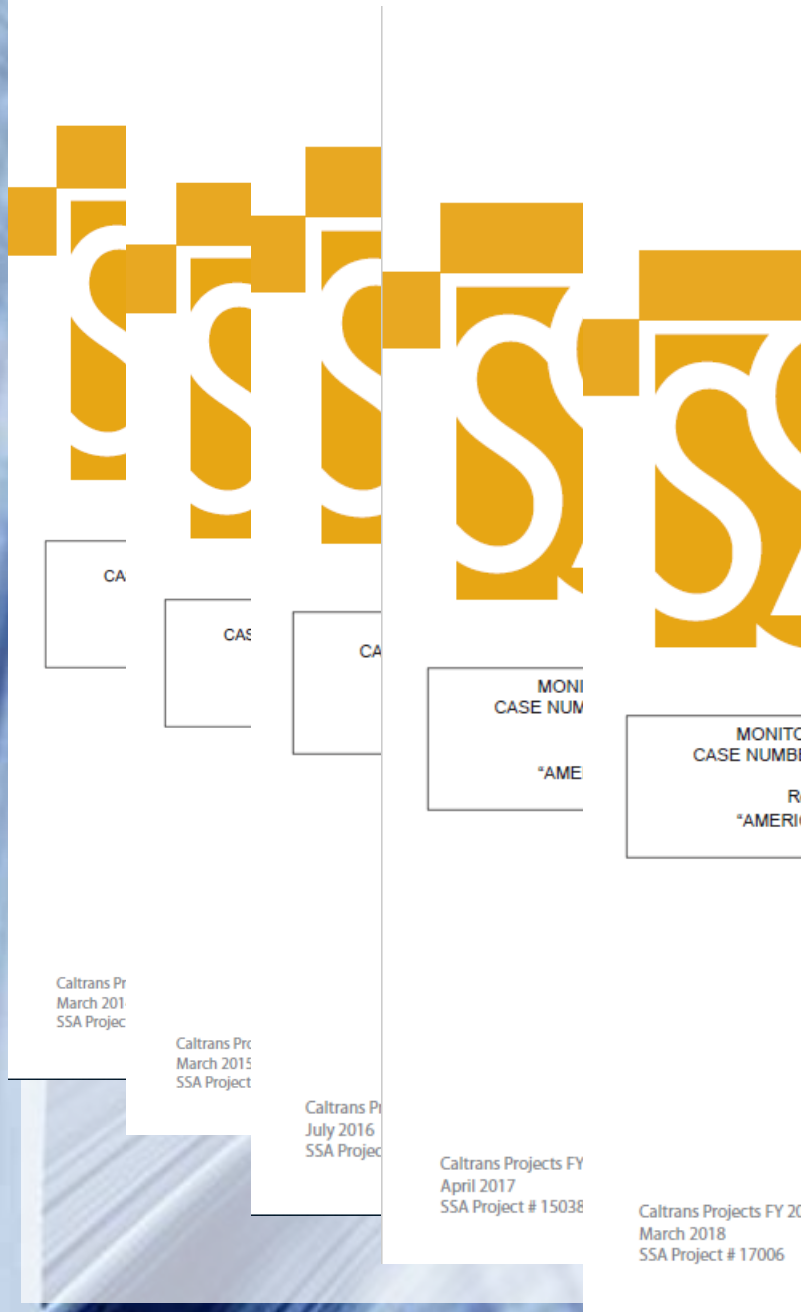 CA
Caltrans Pr
March 201
SSA Projec
CAS
Caltrans Pro
March 2015
SSA Project
CA
Caltrans Pr
July 2016
SSA Projec
MONI
CASE NUM
"AME
Caltrans Projects FY
April 2017
SSA Project # 15038
MONITO
CASE NUMBE
R
"AMERI
Caltrans Projects FY 20
March 2018
SSA Project # 17006